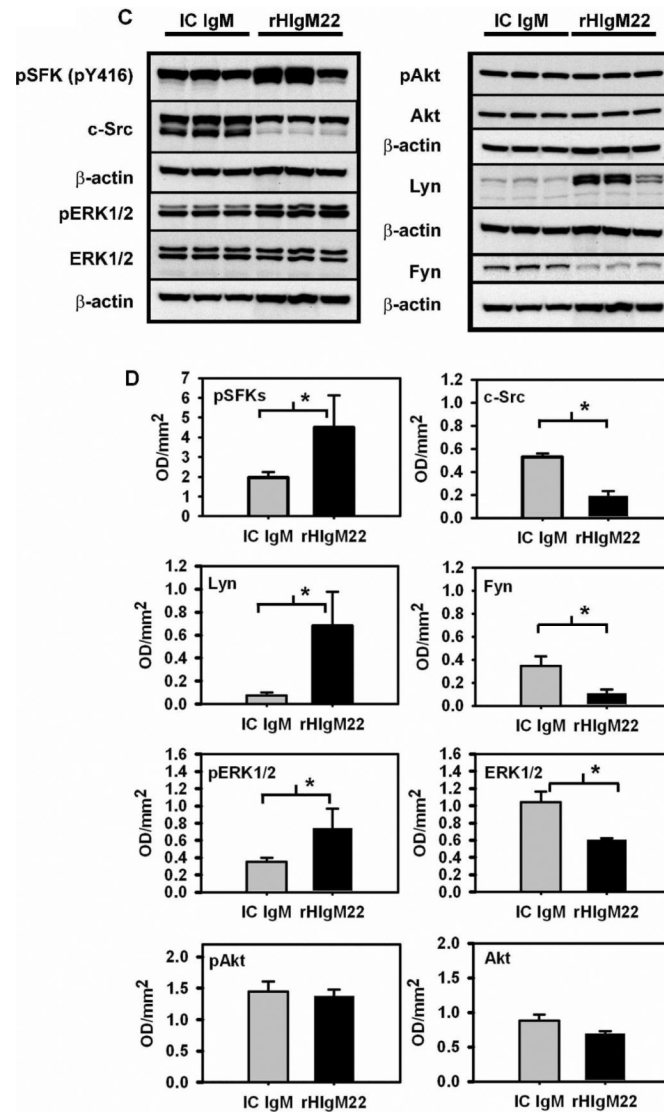 C
IC IgM rHIgM22
pSFK (pY416)
c-Src
β-actin
pERK1/2
ERK1/2
β-actin
IC IgM rHIgM22
pAkt
Akt
β-actin
Lyn
β-actin
Fyn
β-actin
D
pSFKs
*
OD/mm²
7
6
5
4
3
2
1
0
IC IgM rHIgM22
c-Src
*
OD/mm²
1.2
1.0
0.8
0.6
0.4
0.2
0.0
IC IgM rHIgM22
Lyn
*
OD/mm²
1.2
1.0
0.8
0.6
0.4
0.2
0.0
IC IgM rHIgM22
Fyn
*
OD/mm²
1.2
1.0
0.8
0.6
0.4
0.2
0.0
IC IgM rHIgM22
pERK1/2
*
OD/mm²
1.6
1.4
1.2
1.0
0.8
0.6
0.4
0.2
0.0
IC IgM rHIgM22
ERK1/2
*
OD/mm²
1.6
1.4
1.2
1.0
0.8
0.6
0.4
0.2
0.0
IC IgM rHIgM22
pAkt
OD/mm²
2.0
1.5
1.0
0.5
0.0
IC IgM rHIgM22
Akt
OD/mm²
2.0
1.5
1.0
0.5
0.0
IC IgM rHIgM22